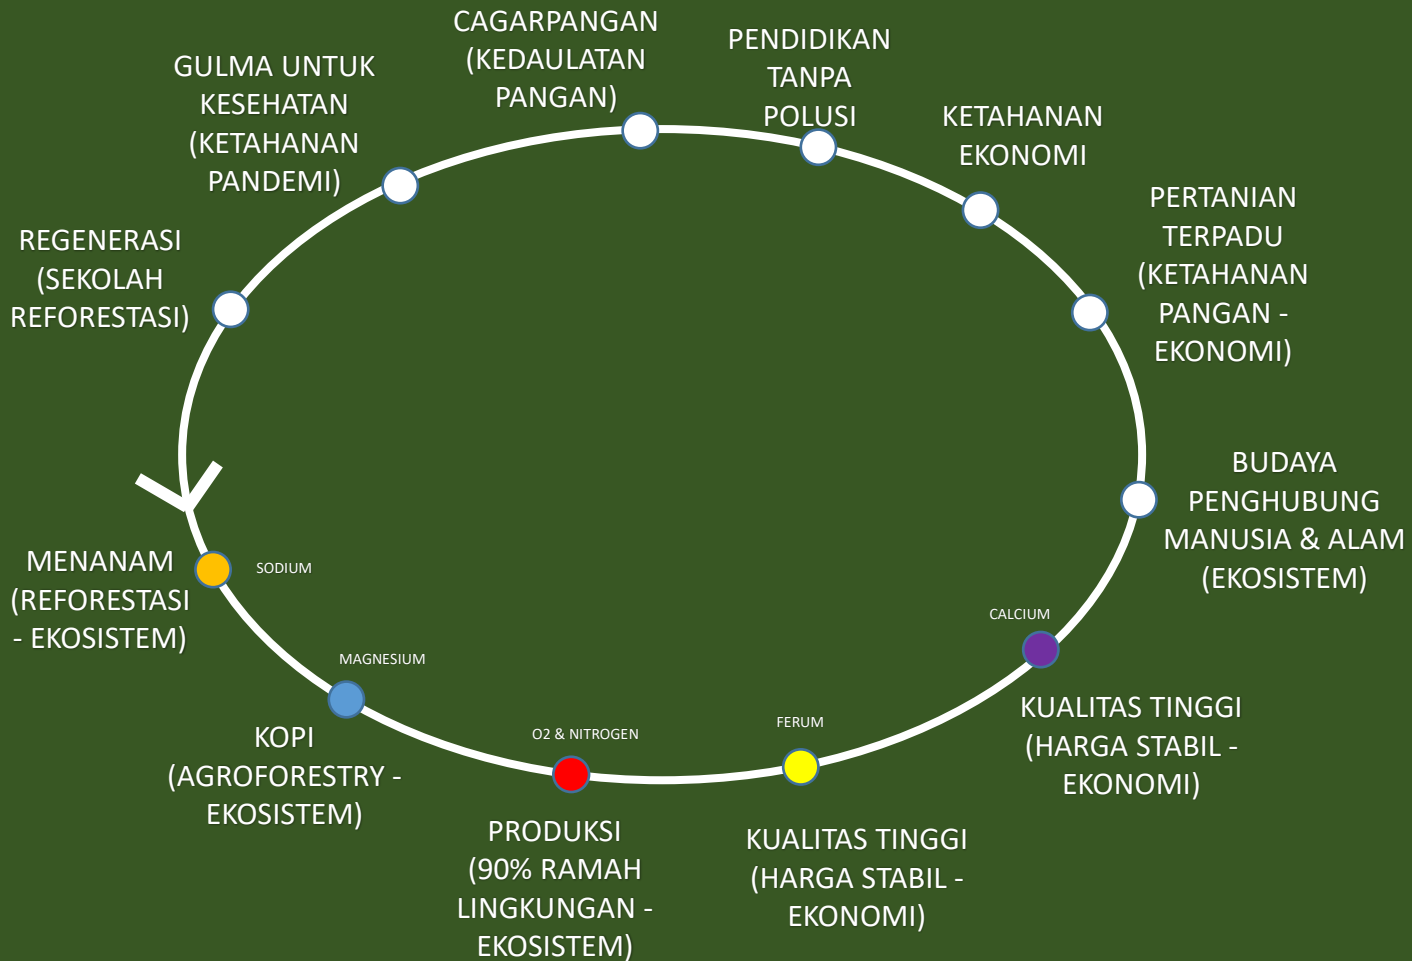 CAGARPANGAN
(KEDAULATAN
PANGAN)
PENDIDIKAN
TANPA
POLUSI
GULMA UNTUK
KESEHATAN
(KETAHANAN
PANDEMI)
KETAHANAN
EKONOMI
PERTANIAN
TERPADU
(KETAHANAN
PANGAN -
EKONOMI)
REGENERASI
(SEKOLAH
REFORESTASI)
BUDAYA
PENGHUBUNG
MANUSIA & ALAM
(EKOSISTEM)
MENANAM
(REFORESTASI
- EKOSISTEM)
SODIUM
CALCIUM
MAGNESIUM
KUALITAS TINGGI
(HARGA STABIL -
EKONOMI)
KOPI
(AGROFORESTRY -
EKOSISTEM)
O2 & NITROGEN
FERUM
PRODUKSI
(90% RAMAH
LINGKUNGAN -
EKOSISTEM)
KUALITAS TINGGI
(HARGA STABIL -
EKONOMI)